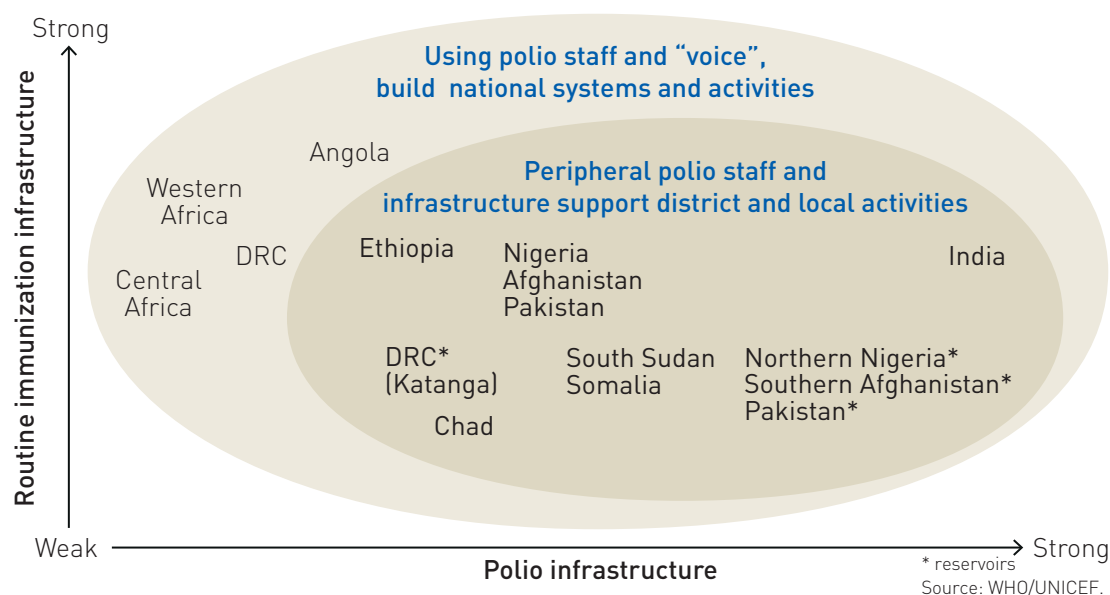 Strong
Routine immunization infrastructure
Using polio staff and “voice”,
build national systems and activities
Angola
Peripheral polio staff and
infrastructure support district and local activities
Western
Africa
DRC
Central
Africa
Ethiopia
Nigeria
Afghanistan
Pakistan
India
DRC*
(Katanga)
Chad
South Sudan
Somalia
Northern Nigeria*
Southern Afghanistan*
Pakistan*
Weak
Polio infrastructure
Strong
* reservoirs
Source: WHO/UNICEF.